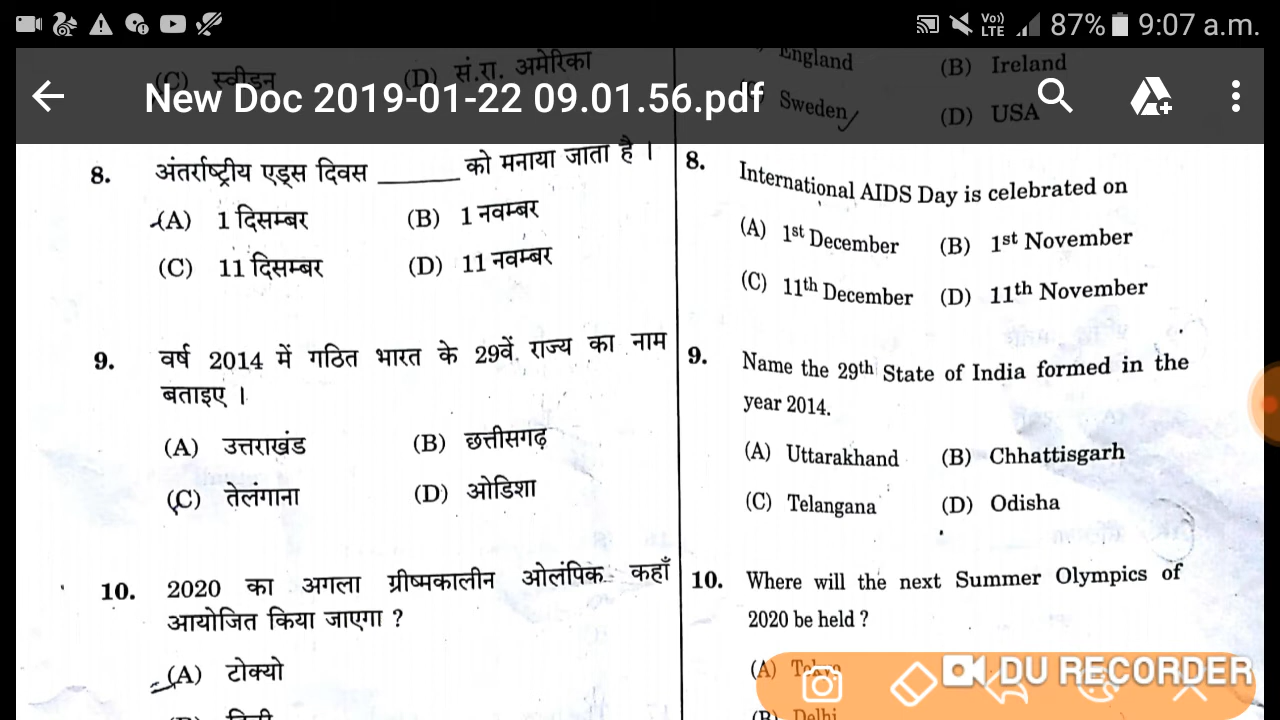 Vo))
LTE
87%
9:07 a.m.
New Doc 2019-01-22 09.01.56.pdf
(C) स्वीडन
(D) सं.रा. अमेरिका
England
(B) Ireland
Sweden
(D) USA
8. अंतर्राष्ट्रीय एड्स दिवस ______ को मनाया जाता है ।
(A) 1 दिसम्बर
(B) 1 नवम्बर
(C) 11 दिसम्बर
(D) 11 नवम्बर
9. वर्ष 2014 में गठित भारत के 29वें राज्य का नाम
बताइए ।
(A) उत्तराखंड
(B) छत्तीसगढ़
(C) तेलंगाना
(D) ओडिशा
10. 2020 का अगला ग्रीष्मकालीन ओलंपिक कहाँ
आयोजित किया जाएगा ?
(A) टोक्यो
8. International AIDS Day is celebrated on
(A) 1st December
(B) 1st November
(C) 11th December
(D) 11th November
9. Name the 29th State of India formed in the
year 2014.
(A) Uttarakhand
(B) Chhattisgarh
(C) Telangana
(D) Odisha
10. Where will the next Summer Olympics of
2020 be held ?
(A) Tokyo
(B) Delhi
DU RECORDER